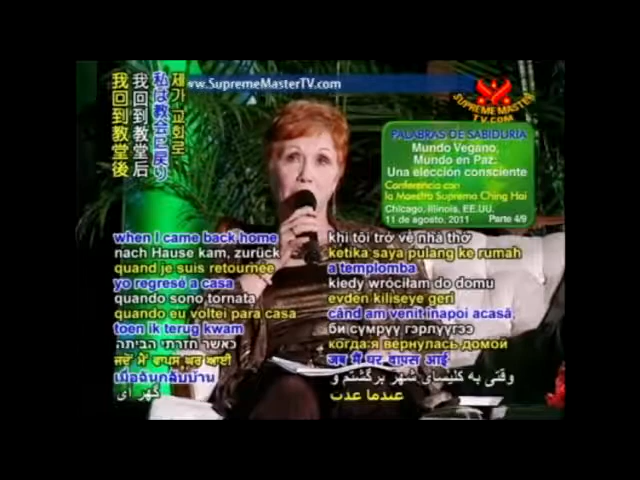 www.SupremeMasterTV.com
SUPREME MASTER
TV.COM
PALABRAS DE SABIDURIA
Mundo Vegano,
Mundo en Paz:
Una elección consciente
Conferencia con
la Maestra Suprema Ching Hai
Chicago, Illinois, EE.UU.
11 de agosto, 2011 Parte 4/9
제가 교회로
私は教会に戻り
我回到教堂后
我回到教堂後
when I came back home
nach Hause kam, zurück
quand je suis retournée
yo regresé a casa
quando sono tornata
quando eu voltei para casa
toen ik terug kwam
כאשר חזרתי הביתה
ਜਦੋਂ ਮੈਂ ਵਾਪਸ ਘਰ ਆਈ
เมื่อฉันกลับบ้าน
گھر آی
khi tôi trở về nhà thờ
ketika saya pulang ke rumah
a templomba
kiedy wróciłam do domu
evden kiliseye geri
când am venit înapoi acasă,
би сүмрүү гэрлүүгээ
когда я вернулась домой
जब मैं घर वापस आई
وقتی به کلیسای شهر برگشتم و
عندما عدت